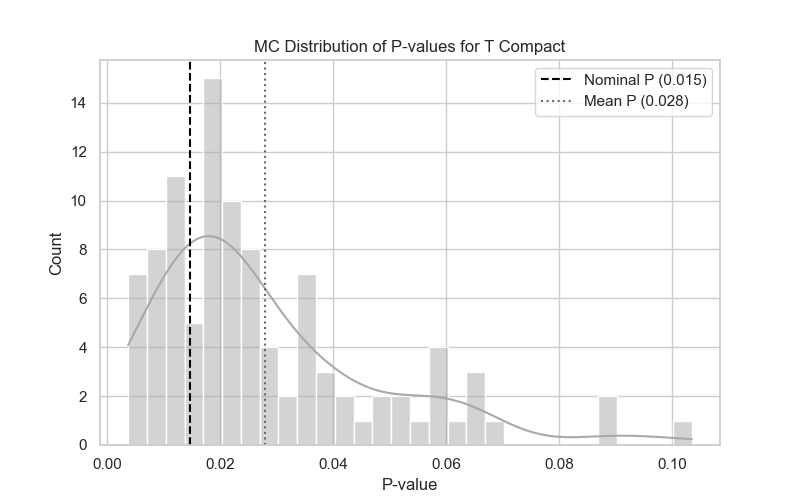 MC Distribution of P-values for T Compact
Nominal P (0.015)
Mean P (0.028)
Count
14
12
10
8
6
4
2
0
0.00 0.02 0.04 0.06 0.08 0.10
P-value